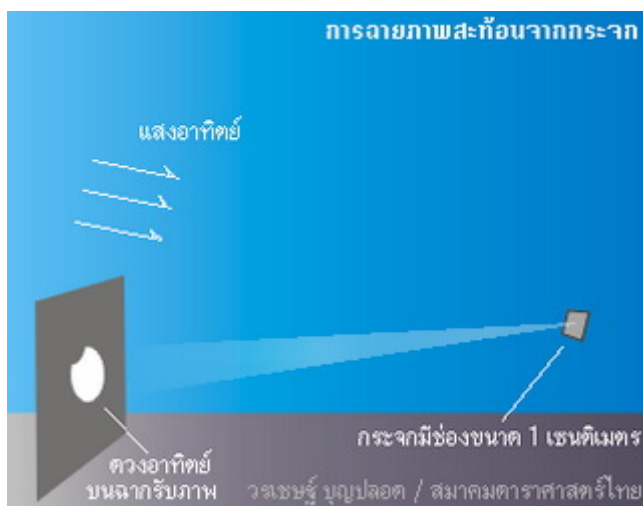 การฉายภาพสะท้อนจากกระจก
แสงอาทิตย์
กระจกมีช่องขนาด 1 เซนติเมตร
ดวงอาทิตย์
บนฉากรับภาพ
วรเชษฐ์ บุญปลอด / สมาคมดาราศาสตร์ไทย